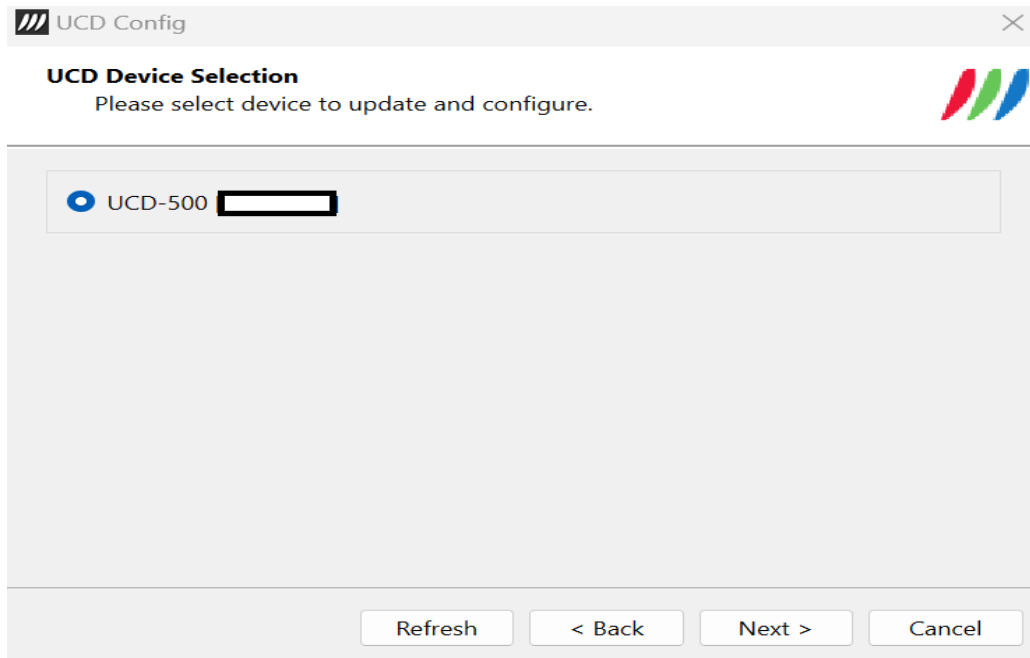 UCD Config
UCD Device Selection
Please select device to update and configure.
UCD-500
Refresh
< Back
Next >
Cancel